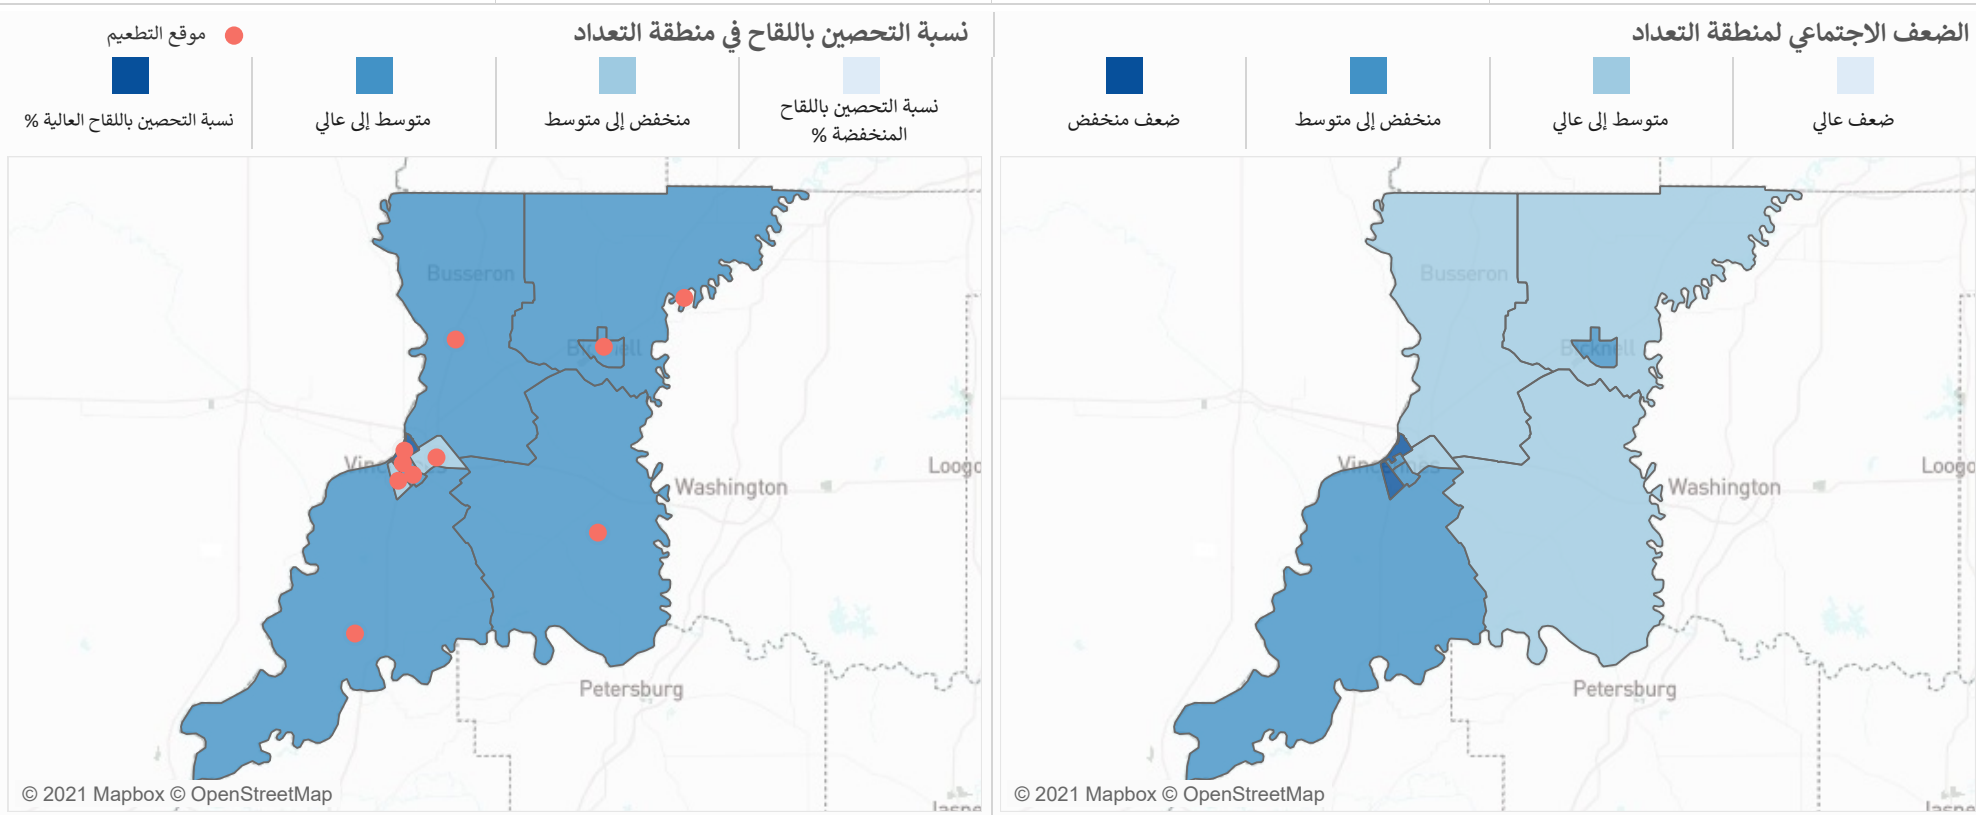 الضعف الاجتماعي لمنطقة التعداد
ضعف عالي
متوسط إلى عالي
منخفض إلى متوسط
ضعف منخفض
Busseron
Bicknell
Washington
Petersburg
© 2021 Mapbox © OpenStreetMap
نسبة التحصين باللقاح في منطقة التعداد
موقع التطعيم
نسبة التحصين باللقاح
المنخفضة %
منخفض إلى متوسط
متوسط إلى عالي
نسبة التحصين باللقاح العالية %
Busseron
Washington
Petersburg
© 2021 Mapbox © OpenStreetMap